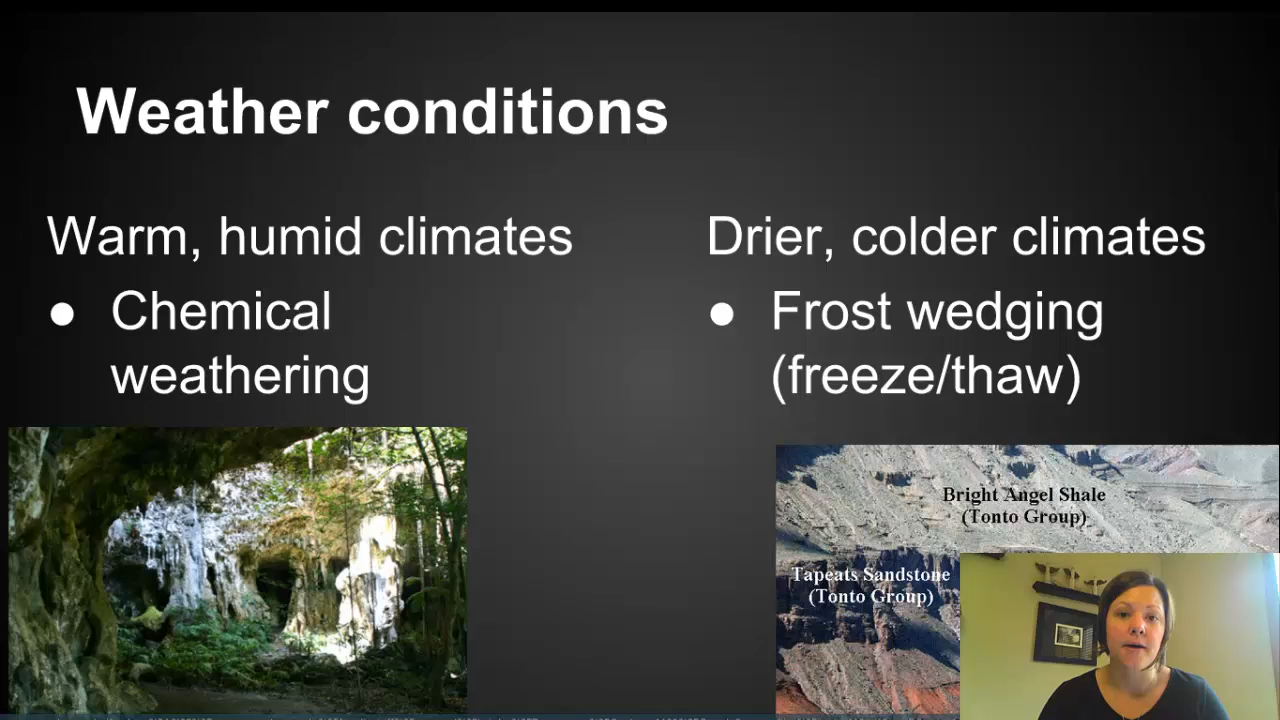 Weather conditions
Warm, humid climates
● Chemical
weathering
Drier, colder climates
● Frost wedging
(freeze/thaw)
Bright Angel Shale
(Tonto Group)
Tapeats Sandstone
(Tonto Group)